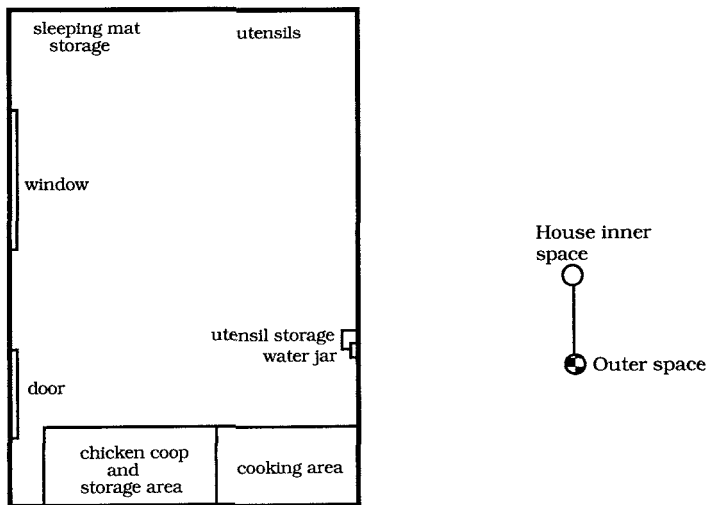 sleeping mat
storage
utensils
window
House inner
space
utensil storage
water jar
Outer space
door
chicken coop
and
storage area
cooking area